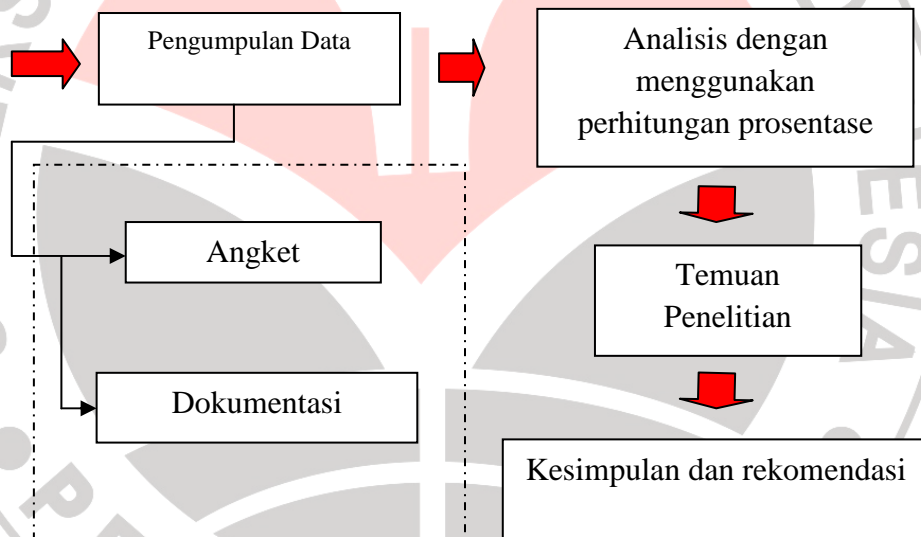 Pengumpulan Data
Analisis dengan
menggunakan
perhitungan prosentase
Angket
Temuan
Penelitian
Dokumentasi
Kesimpulan dan rekomendasi